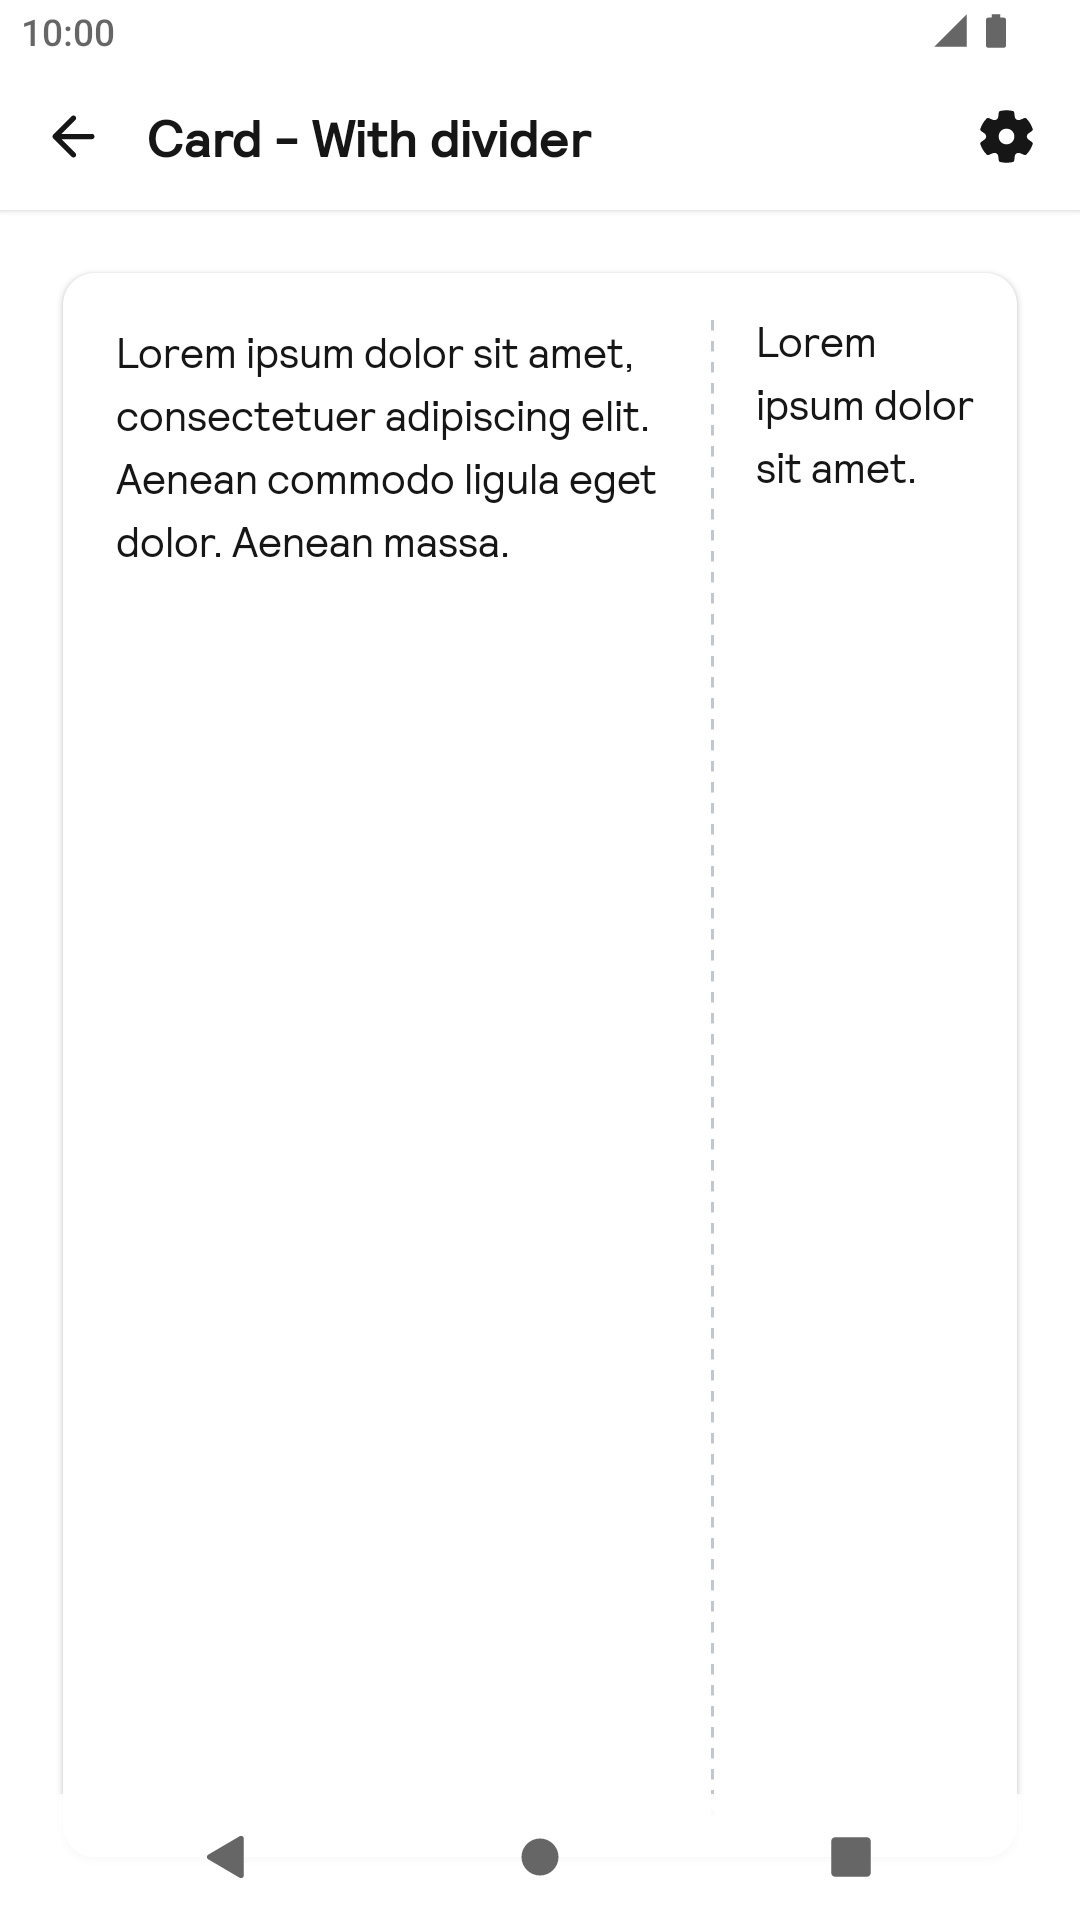 10:00
Card - With divider
Lorem ipsum dolor sit amet,
consectetuer adipiscing elit.
Aenean commodo ligula eget
dolor. Aenean massa.
Lorem
ipsum dolor
sit amet.